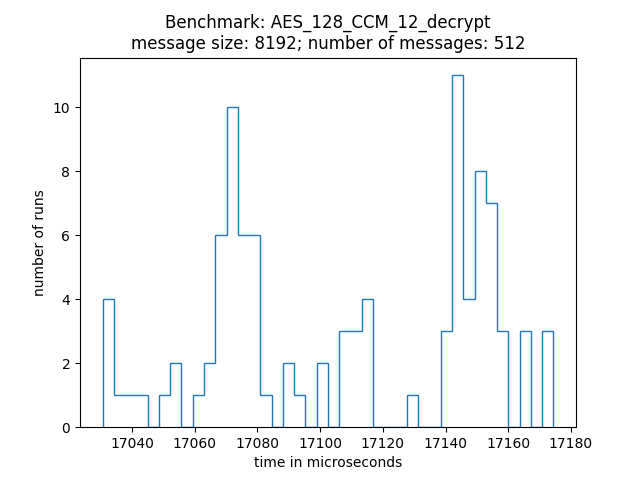 Benchmark: AES_128_CCM_12_decrypt
message size: 8192; number of messages: 512
10
8
6
4
2
0
number of runs
17040 17060 17080 17100 17120 17140 17160 17180
time in microseconds